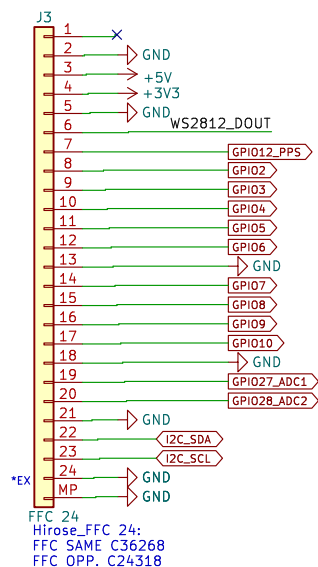 J3
1
2 GND
3 +5V
4 +3V3
5 GND
6 WS2812_DOUT
7 GPIO12_PPS
8 GPIO2
9 GPIO3
10 GPIO4
11 GPIO5
12 GPIO6
13 GND
14 GPIO7
15 GPIO8
16 GPIO9
17 GPIO10
18 GND
19 GPIO27_ADC1
20 GPIO28_ADC2
21 GND
22 I2C_SDA
23 I2C_SCL
*EX 24 GND
MP GND
FFC 24
Hirose_FFC 24:
FFC SAME C36268
FFC OPP. C24318